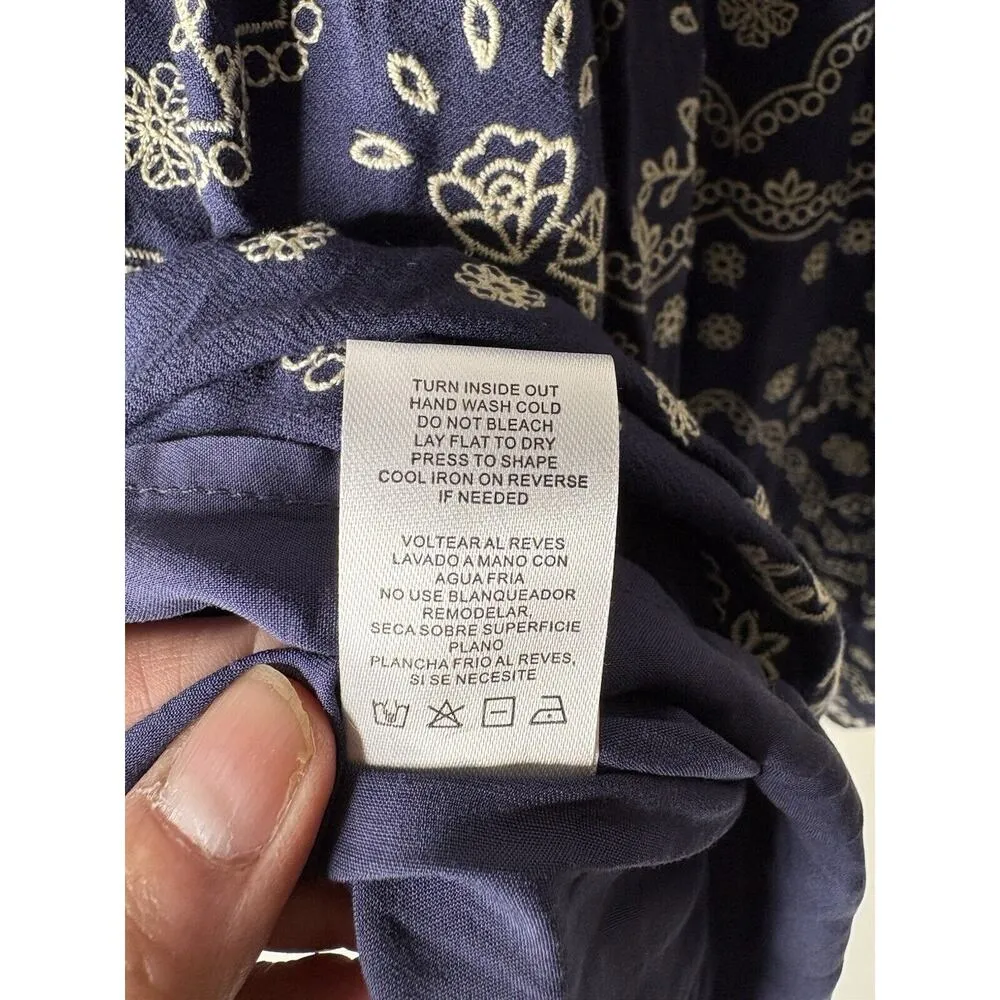 TURN INSIDE OUT
HAND WASH COLD
DO NOT BLEACH
LAY FLAT TO DRY
PRESS TO SHAPE
COOL IRON ON REVERSE
IF NEEDED
VOLTEAR AL REVES
LAVADO A MANO CON
AGUA FRIA
NO USE BLANQUEADOR
REMODELAR
SECA SOBRE SUPERFICIE
PLANO
PLANCHA FRIO AL REVES,
SI SE NECESITE